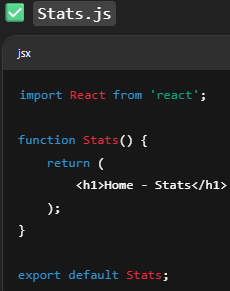 ✅ Stats.js
jsx
import React from 'react';

function Stats() {
    return (
        <h1>Home - Stats</h1>
    );
}

export default Stats;